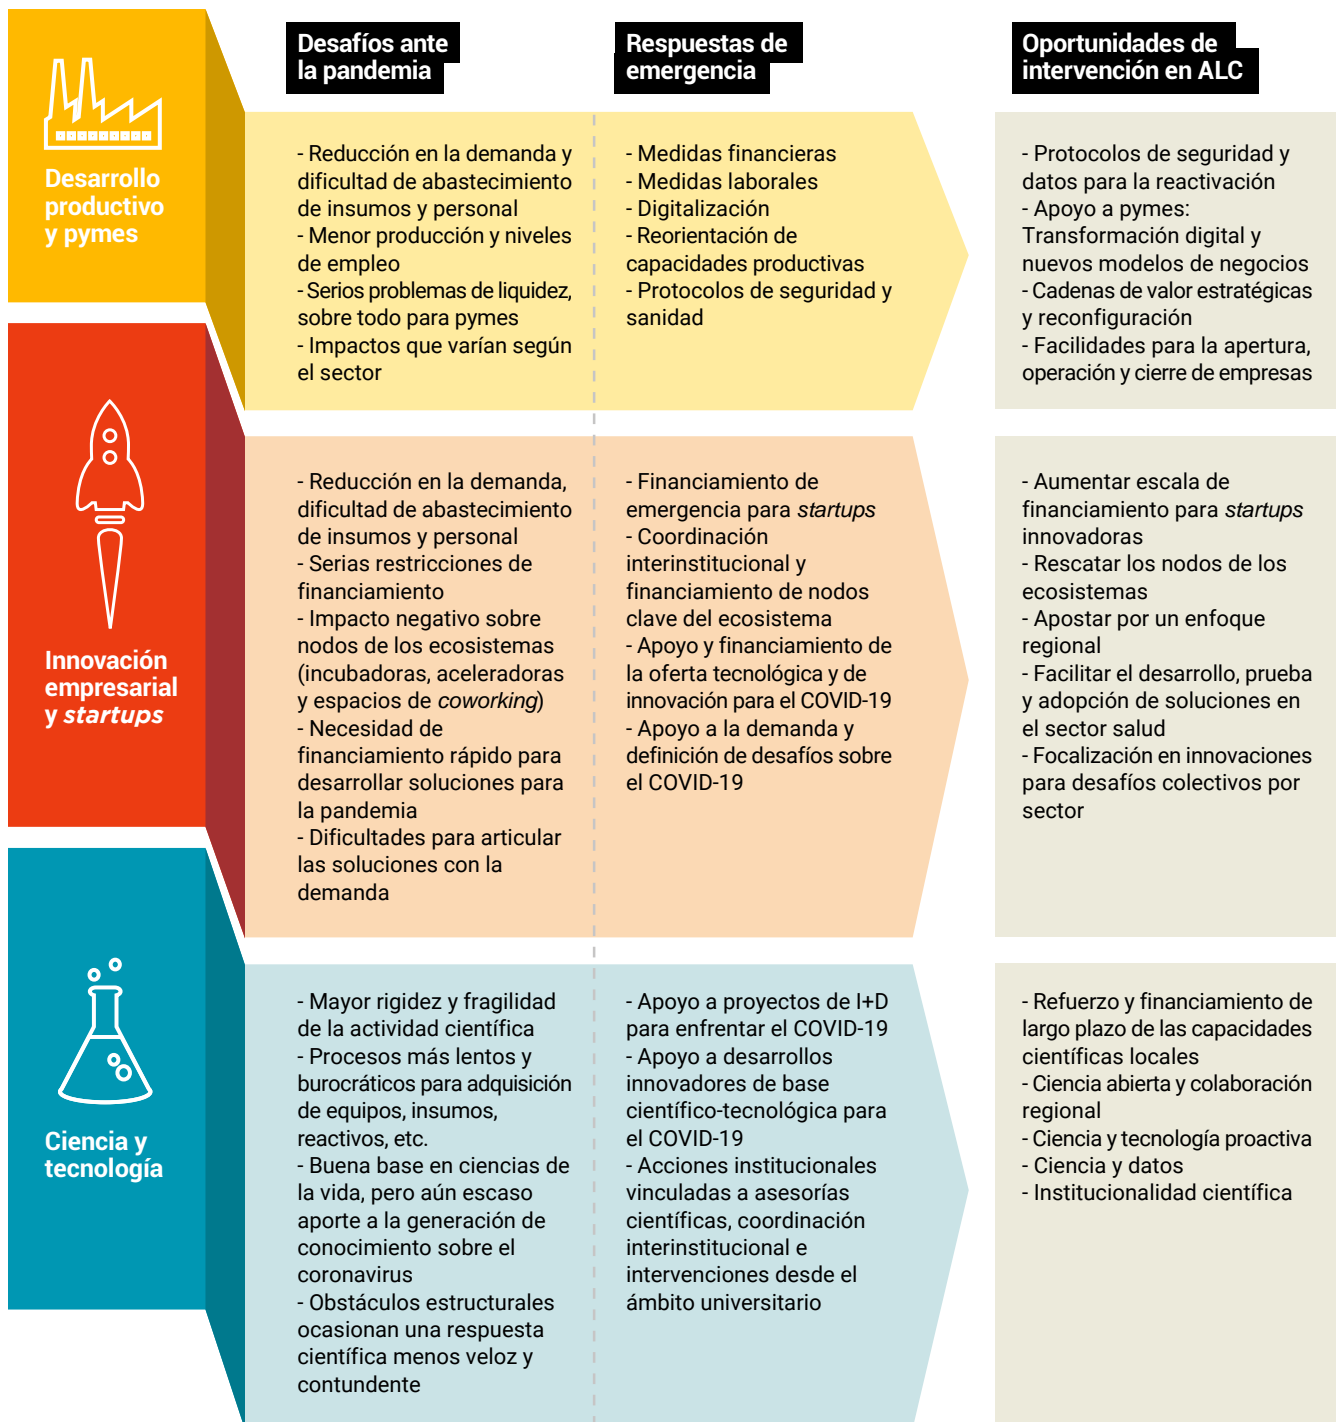 Desafíos ante
la pandemia
Respuestas de
emergencia
Oportunidades de
intervención en ALC
Desarrollo
productivo
y pymes
- Reducción en la demanda y
dificultad de abastecimiento
de insumos y personal
- Menor producción y niveles
de empleo
- Serios problemas de liquidez,
sobre todo para pymes
- Impactos que varían según
el sector
- Medidas financieras
- Medidas laborales
- Digitalización
- Reorientación de
capacidades productivas
- Protocolos de seguridad y
sanidad
- Protocolos de seguridad y
datos para la reactivación
- Apoyo a pymes:
Transformación digital y
nuevos modelos de negocios
- Cadenas de valor estratégicas
y reconfiguración
- Facilidades para la apertura,
operación y cierre de empresas
Innovación
empresarial
y startups
- Reducción en la demanda,
dificultad de abastecimiento
de insumos y personal
- Serias restricciones de
financiamiento
- Impacto negativo sobre
nodos de los ecosistemas
(incubadoras, aceleradoras
y espacios de coworking)
- Necesidad de
financiamiento rápido para
desarrollar soluciones para
la pandemia
- Dificultades para articular
las soluciones con la
demanda
- Financiamiento de
emergencia para startups
- Coordinación
interinstitucional y
financiamiento de nodos
clave del ecosistema
- Apoyo y financiamiento de
la oferta tecnológica y de
innovación para el COVID-19
- Apoyo a la demanda y
definición de desafíos sobre
el COVID-19
- Aumentar escala de
financiamiento para startups
innovadoras
- Rescatar los nodos de los
ecosistemas
- Apostar por un enfoque
regional
- Facilitar el desarrollo, prueba
y adopción de soluciones en
el sector salud
- Focalización en innovaciones
para desafíos colectivos por
sector
Ciencia y
tecnología
- Mayor rigidez y fragilidad
de la actividad científica
- Procesos más lentos y
burocráticos para adquisición
de equipos, insumos,
reactivos, etc.
- Buena base en ciencias de
la vida, pero aún escaso
aporte a la generación de
conocimiento sobre el
coronavirus
- Obstáculos estructurales
ocasionan una respuesta
científica menos veloz y
contundente
- Apoyo a proyectos de I+D
para enfrentar el COVID-19
- Apoyo a desarrollos
innovadores de base
científico-tecnológica para
el COVID-19
- Acciones institucionales
vinculadas a asesorías
científicas, coordinación
interinstitucional e
intervenciones desde el
ámbito universitario
- Refuerzo y financiamiento de
largo plazo de las capacidades
científicas locales
- Ciencia abierta y colaboración
regional
- Ciencia y tecnología proactiva
- Ciencia y datos
- Institucionalidad científica